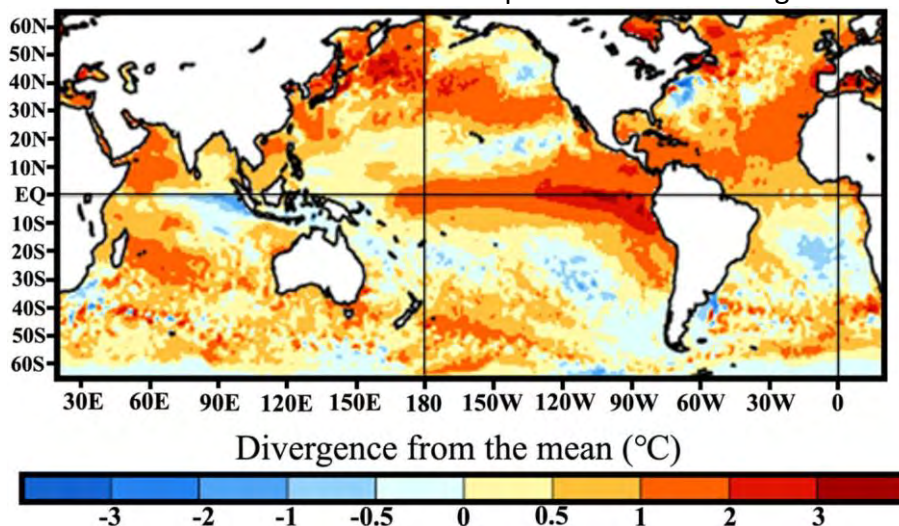 60N
50N
40N
30N
20N
10N
EQ
10S
20S
30S
40S
50S
60S
30E 60E 90E 120E 150E 180 150W 120W 90W 60W 30W 0
Divergence from the mean (°C)
-3 -2 -1 -0.5 0 0.5 1 2 3